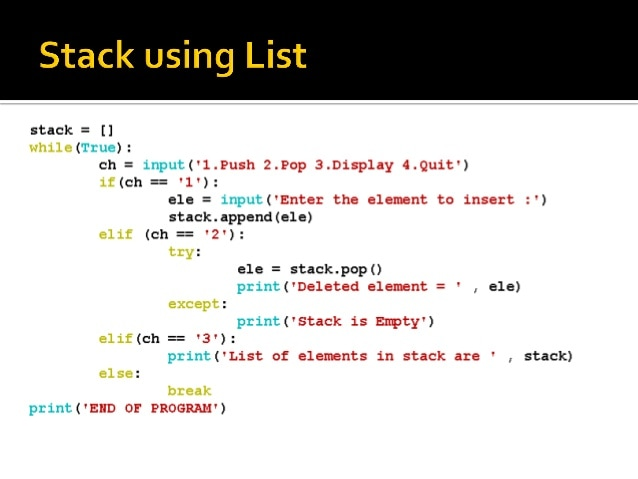 Stack using List
stack = []
while(True):
        ch = input('1.Push 2.Pop 3.Display 4.Quit')
        if(ch == '1'):
                ele = input('Enter the element to insert :')
                stack.append(ele)
        elif (ch == '2'):
                try:
                        ele = stack.pop()
                        print('Deleted element = ' , ele)
                except:
                        print('Stack is Empty')
        elif(ch == '3'):
                print('List of elements in stack are ' , stack)
        else:
                break
print('END OF PROGRAM')